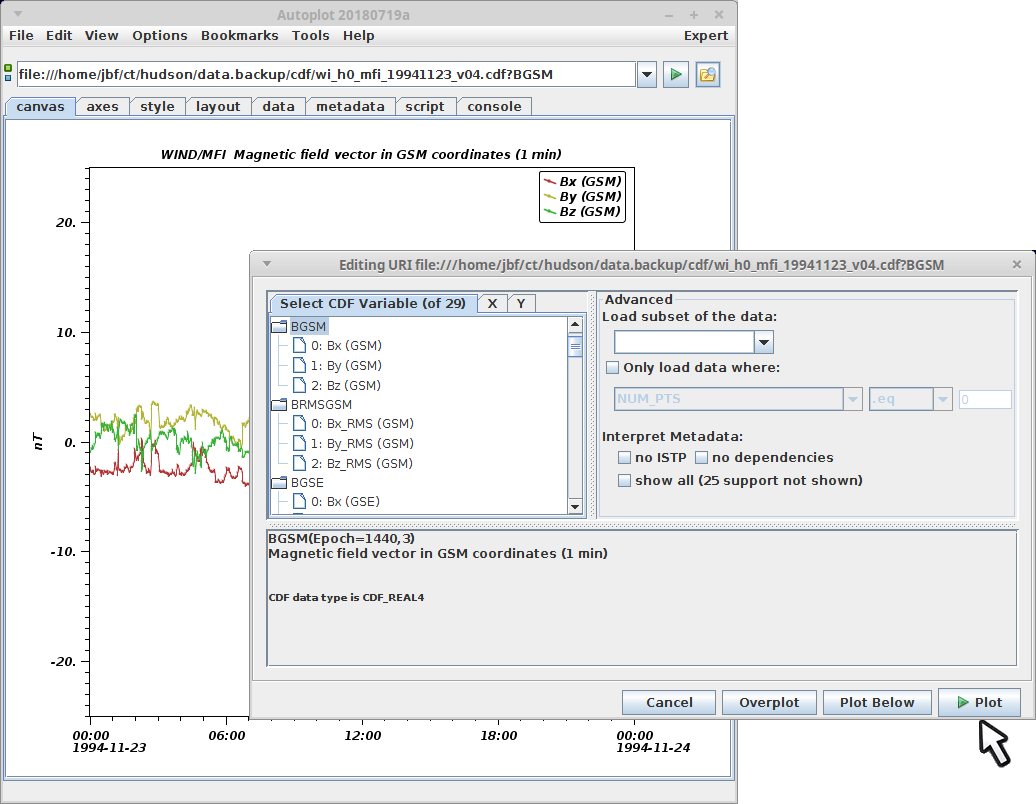 Autoplot 20180719a
File Edit View Options Bookmarks Tools Help Expert
file:///home/jbf/ct/hudson/data.backup/cdf/wi_h0_mfi_19941123_v04.cdf?BGSM
canvas axes style layout data metadata script console
WIND/MFI Magnetic field vector in GSM coordinates (1 min)
Bx (GSM)
By (GSM)
Bz (GSM)
20.
10.
0.
-10.
-20.
nT
00:00 06:00 12:00 18:00 00:00
1994-11-23 1994-11-24
Editing URI file:///home/jbf/ct/hudson/data.backup/cdf/wi_h0_mfi_19941123_v04.cdf?BGSM
Select CDF Variable (of 29) X Y
BGSM
0: Bx (GSM)
1: By (GSM)
2: Bz (GSM)
BRMSGSM
0: Bx_RMS (GSM)
1: By_RMS (GSM)
2: Bz_RMS (GSM)
BGSE
0: Bx (GSE)
Advanced
Load subset of the data:
Only load data where:
NUM_PTS .eq 0
Interpret Metadata:
no ISTP no dependencies
show all (25 support not shown)
BGSM(Epoch=1440,3)
Magnetic field vector in GSM coordinates (1 min)
CDF data type is CDF_REAL4
Cancel Overplot Plot Below Plot